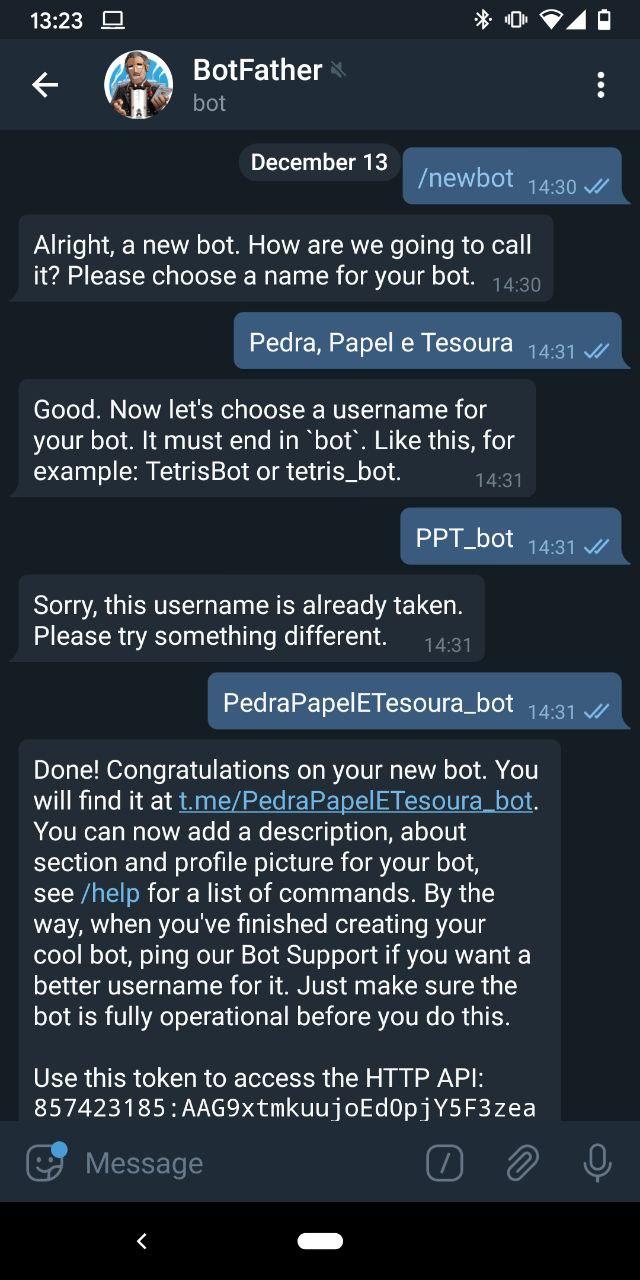 13:23
BotFather
bot
December 13
/newbot 14:30
Alright, a new bot. How are we going to call
it? Please choose a name for your bot. 14:30
Pedra, Papel e Tesoura 14:31
Good. Now let's choose a username for
your bot. It must end in `bot`. Like this, for
example: TetrisBot or tetris_bot. 14:31
PPT_bot 14:31
Sorry, this username is already taken.
Please try something different. 14:31
PedraPapelETesoura_bot 14:31
Done! Congratulations on your new bot. You
will find it at t.me/PedraPapelETesoura_bot.
You can now add a description, about
section and profile picture for your bot,
see /help for a list of commands. By the
way, when you've finished creating your
cool bot, ping our Bot Support if you want a
better username for it. Just make sure the
bot is fully operational before you do this.
Use this token to access the HTTP API:
857423185:AAG9xtmkuujoEdOpjY5F3zea
Message